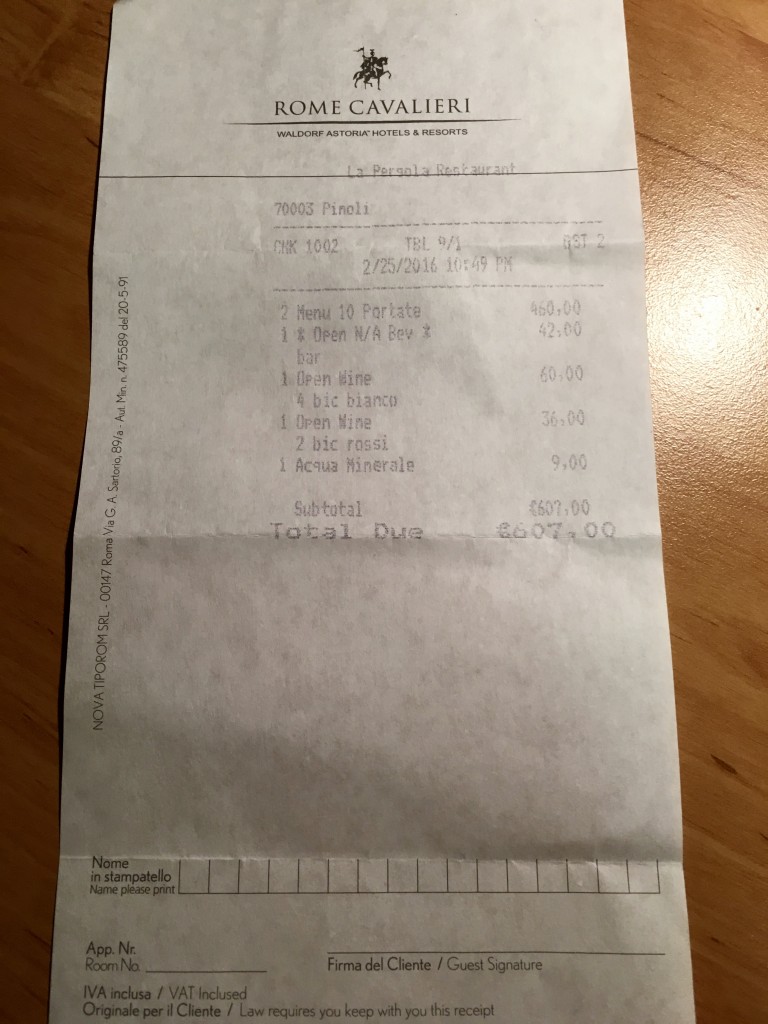 ROME CAVALIERI
WALDORF ASTORIA™ HOTELS & RESORTS
La Pergola Restaurant
70003 Pinoli
CHK 1002 TBL 9/1 GST 2
2/25/2016 10:49 PM
2 Menu 10 Portate 460,00
1 * Open N/A Bev * 42,00
bar
1 Open Wine 60,00
4 bic bianco
1 Open Wine 36,00
2 bic rossi
1 Acqua Minerale 9,00
Subtotal €607,00
Total Due €607,00
NOVA TIPOROM SRL - 00147 Roma Via G. A. Sartorio, 89/a - Aut. Min. n. 475589 del 20-5-91
Nome
in stampatello
Name please print
App. Nr.
Room No.
Firma del Cliente / Guest Signature
IVA inclusa / VAT Inclused
Originale per il Cliente / Law requires you keep with you this receipt